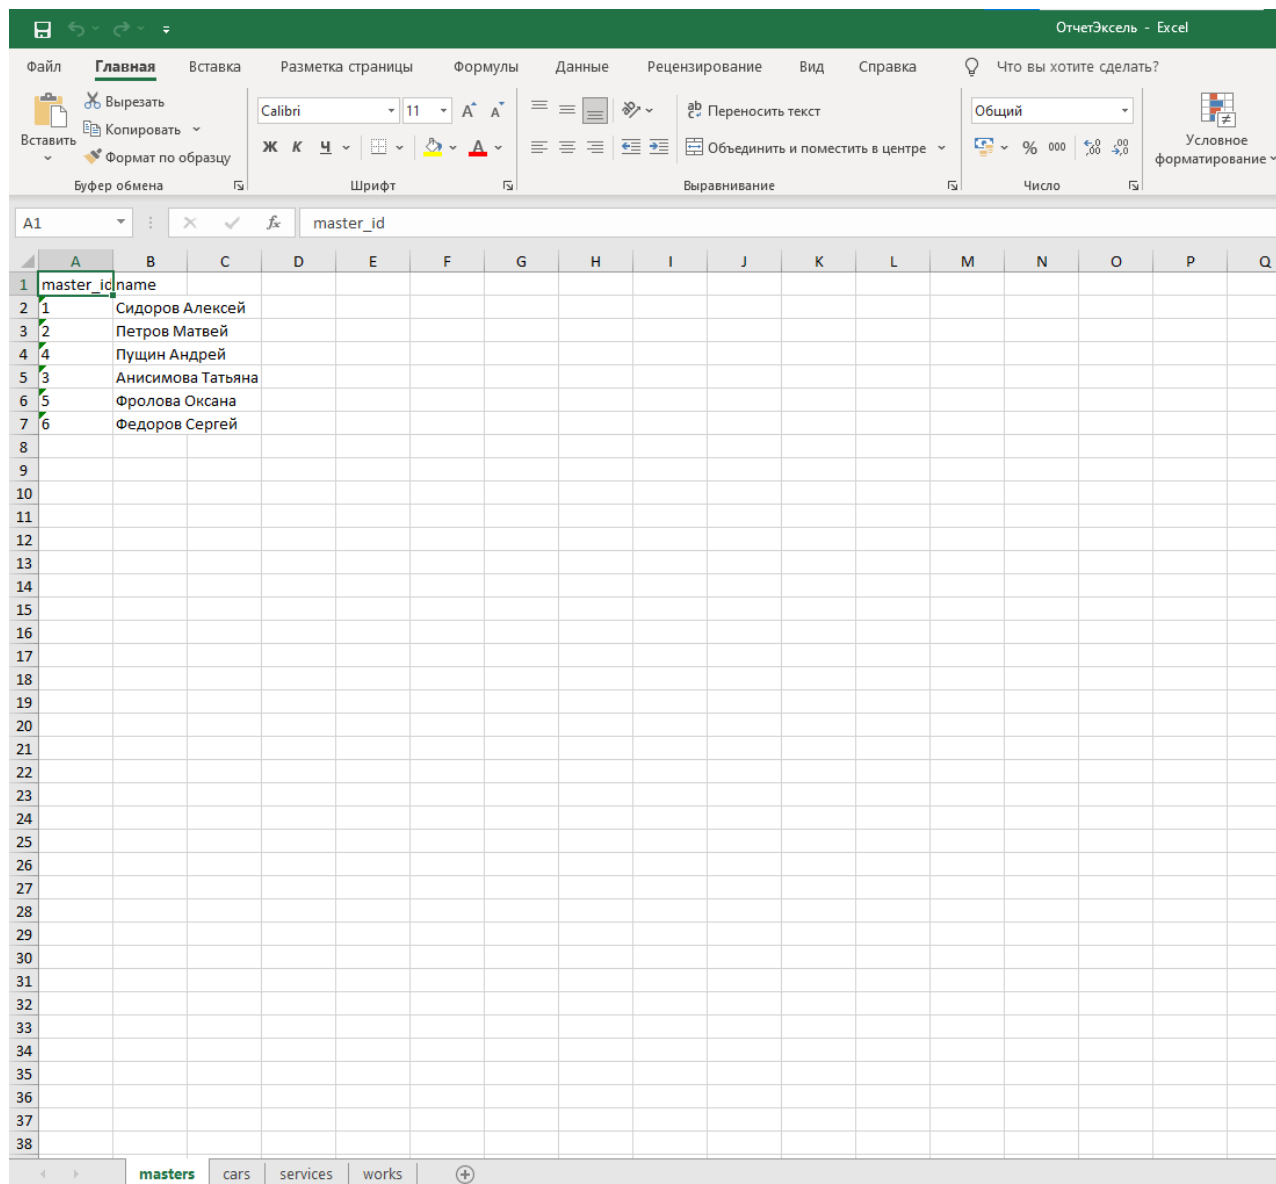 ОтчетЭксель - Excel
Файл Главная Вставка Разметка страницы Формулы Данные Рецензирование Вид Справка Что вы хотите сделать?
Вставить
Вырезать
Копировать
Формат по образцу
Буфер обмена
Calibri 11
Ж К Ч
Шрифт
Переносить текст
Объединить и поместить в центре
Выравнивание
Общий
% 000
Число
Условное
форматирование
A1 fx master_id
A B C D E F G H I J K L M N O P Q
1 master_id name
2 1 Сидоров Алексей
3 2 Петров Матвей
4 4 Пущин Андрей
5 3 Анисимова Татьяна
6 5 Фролова Оксана
7 6 Федоров Сергей
8
9
10
11
12
13
14
15
16
17
18
19
20
21
22
23
24
25
26
27
28
29
30
31
32
33
34
35
36
37
38
masters cars services works